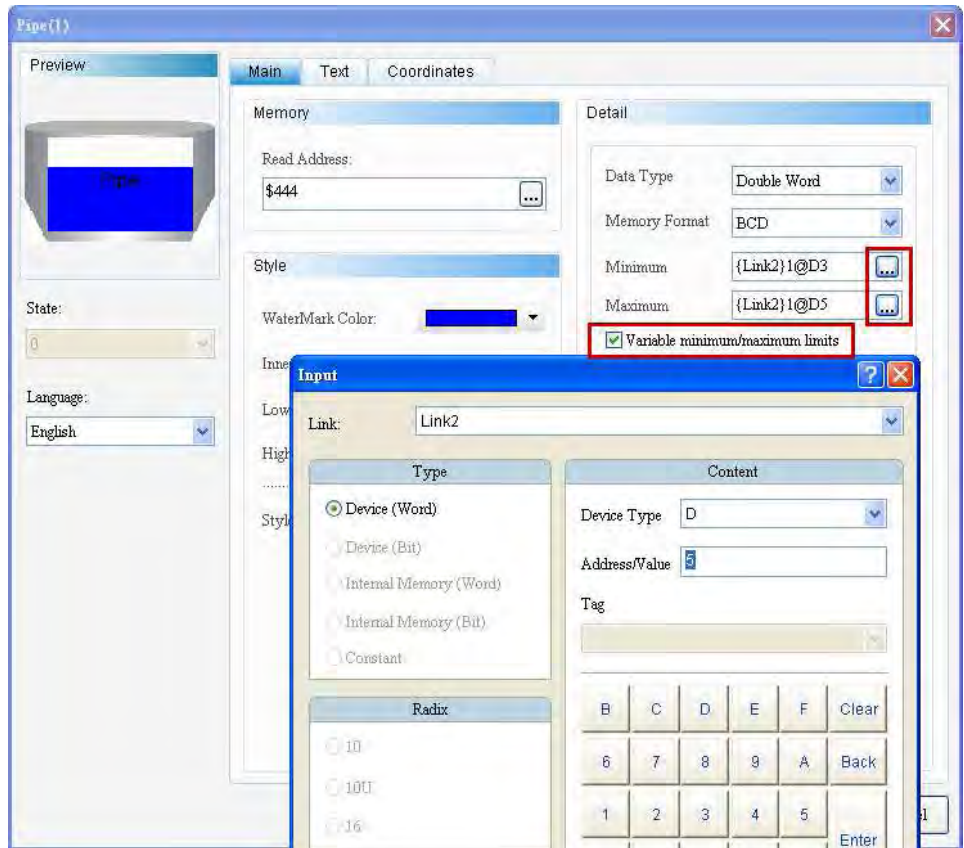 Pipe(1)
Preview
Pipe
State:
0
Language:
English
Main Text Coordinates
Memory
Read Address:
$444
...
Style
WaterMark Color:
Detail
Data Type Double Word
Memory Format BCD
Minimum {Link2}1@D3 ...
Maximum {Link2}1@D5 ...
Variable minimum/maximum limits
Input
Link: Link2
Type
Device (Word)
Device (Bit)
Internal Memory (Word)
Internal Memory (Bit)
Constant
Radix
10
10U
16
Content
Device Type D
Address/Value 5
Tag
B C D E F Clear
6 7 8 9 A Back
1 2 3 4 5
Enter